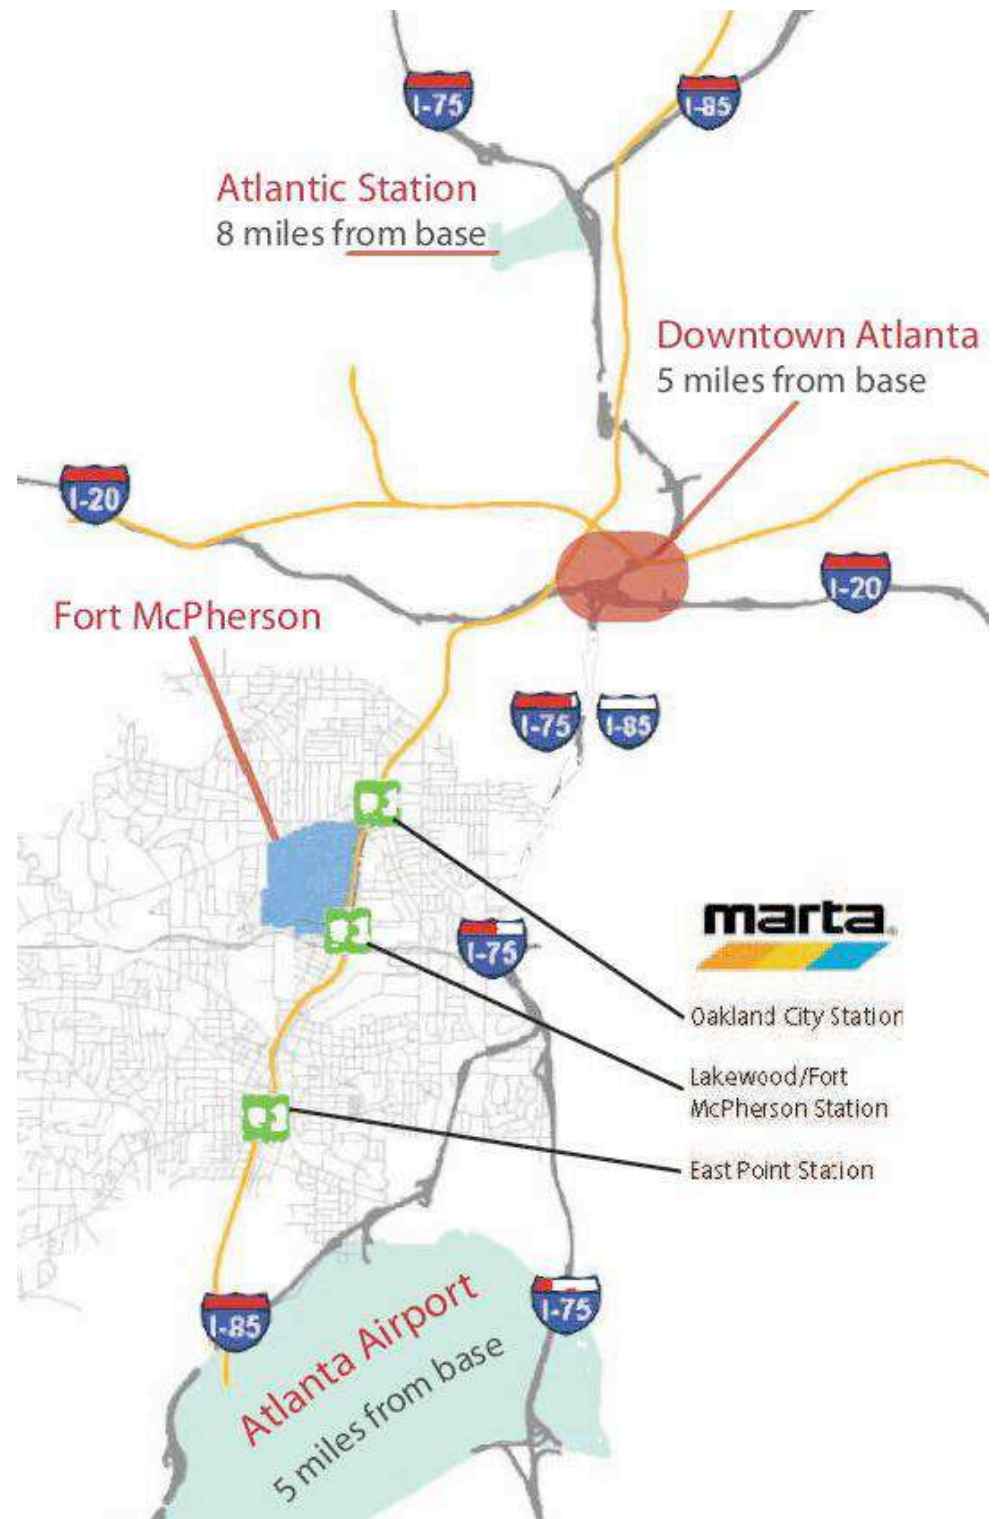 I-75
I-85
Atlantic Station
8 miles from base
Downtown Atlanta
5 miles from base
I-20
I-20
Fort McPherson
I-75
I-85
marta
I-75
Oakland City Station
Lakewood/Fort
McPherson Station
East Point Station
I-85
I-75
Atlanta Airport
5 miles from base